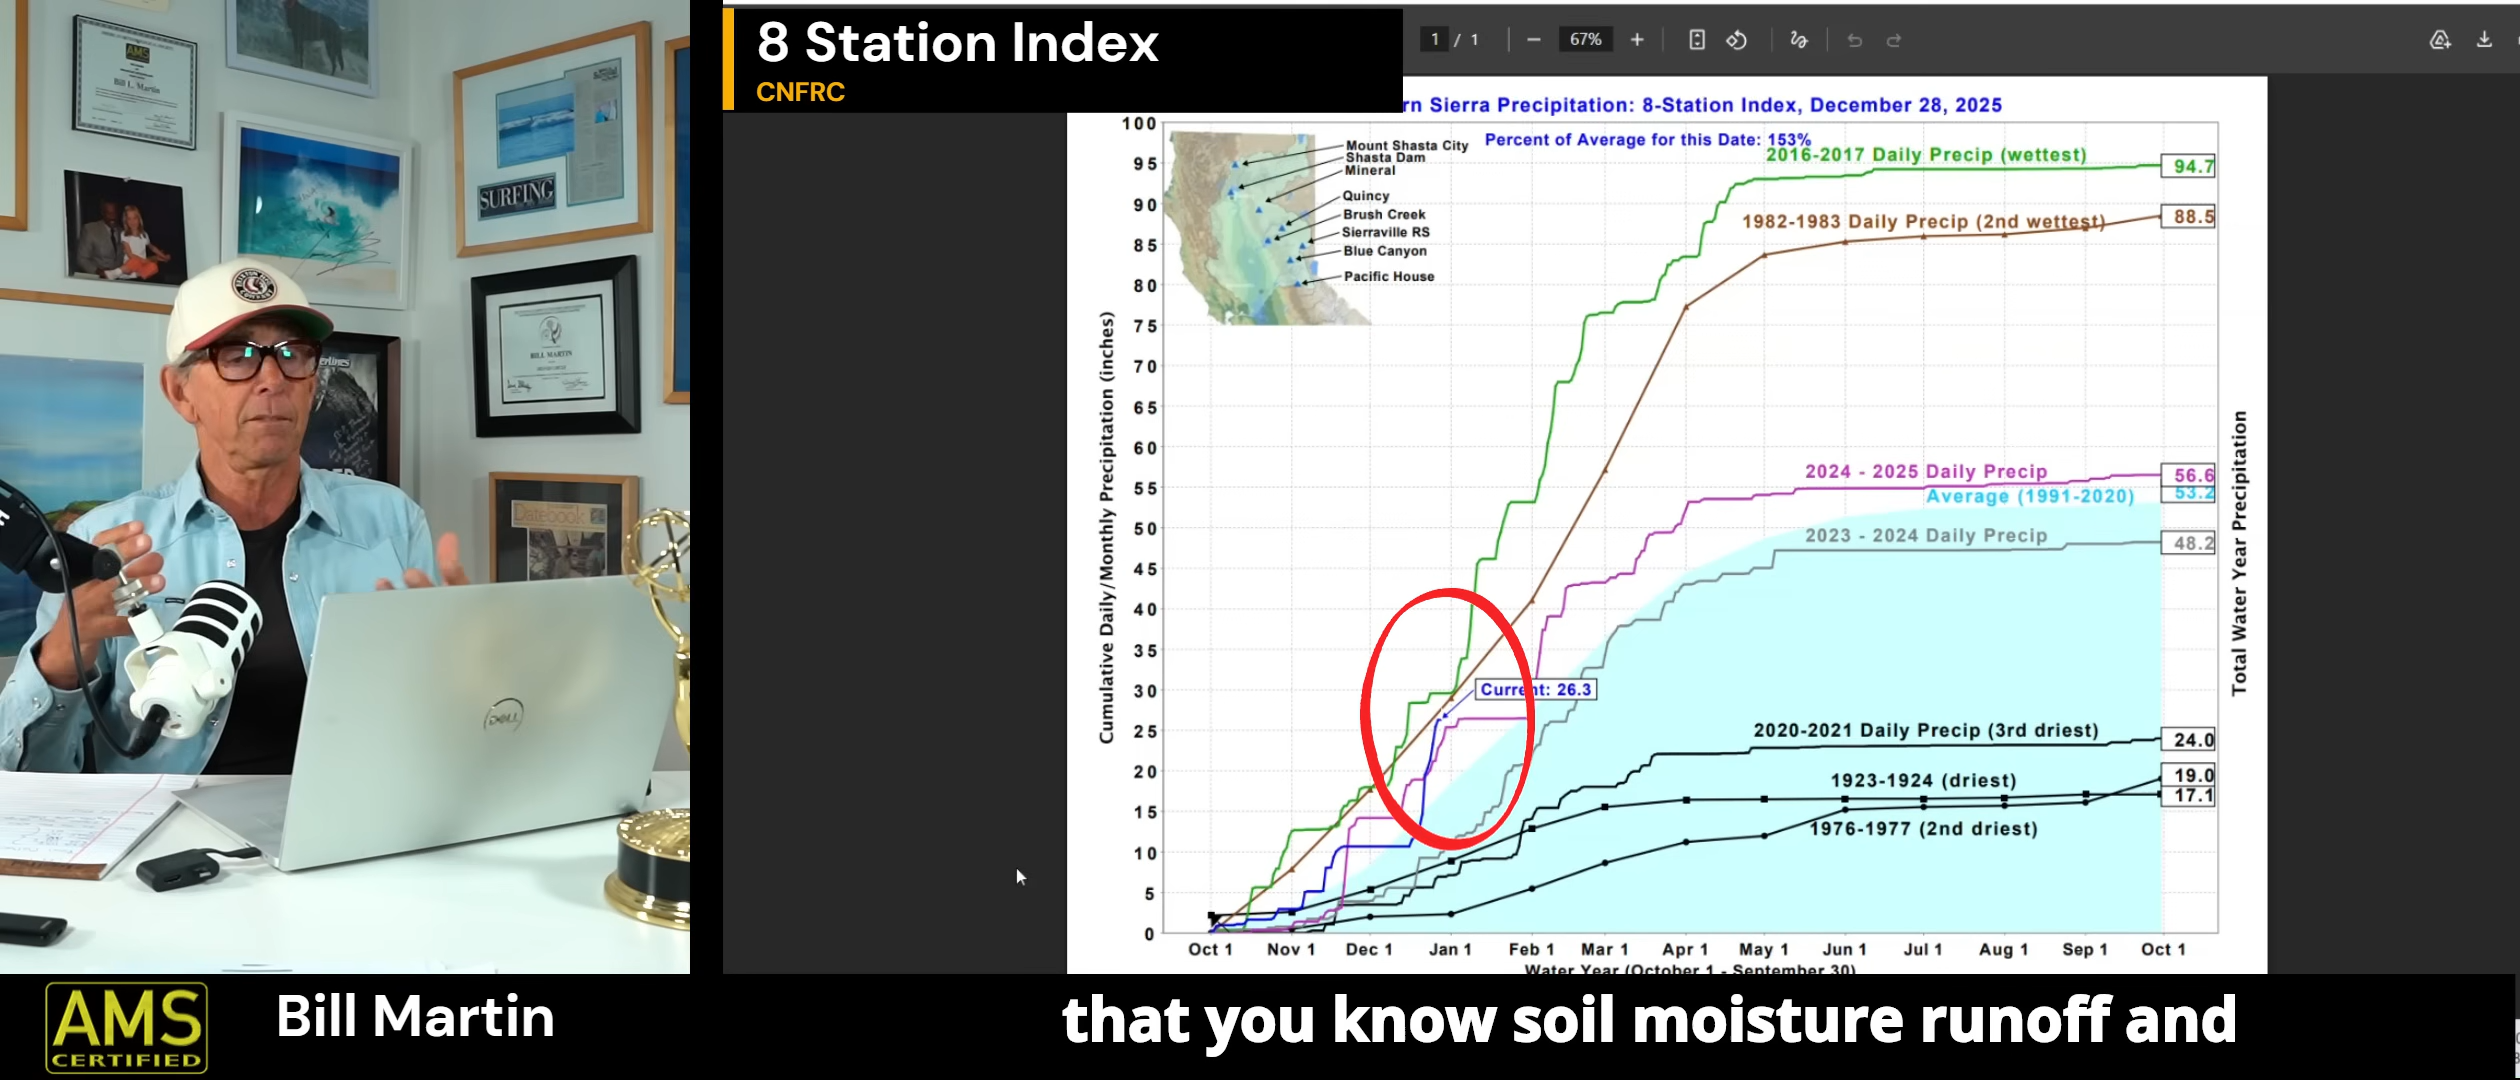 8 Station Index
CNFRC
1 / 1
67%
rn Sierra Precipitation: 8-Station Index, December 28, 2025
Percent of Average for this Date: 153%
Mount Shasta City
Shasta Dam
Mineral
Quincy
Brush Creek
Sierraville RS
Blue Canyon
Pacific House
2016-2017 Daily Precip (wettest)
94.7
1982-1983 Daily Precip (2nd wettest)
88.5
2024 - 2025 Daily Precip
56.6
Average (1991-2020)
53.2
2023 - 2024 Daily Precip
48.2
Current: 26.3
2020-2021 Daily Precip (3rd driest)
24.0
1923-1924 (driest)
19.0
17.1
1976-1977 (2nd driest)
Cumulative Daily/Monthly Precipitation (inches)
Total Water Year Precipitation
100
95
90
85
80
75
70
65
60
55
50
45
40
35
30
25
20
15
10
5
0
Oct 1 Nov 1 Dec 1 Jan 1 Feb 1 Mar 1 Apr 1 May 1 Jun 1 Jul 1 Aug 1 Sep 1 Oct 1
Water Year (October 1 - September 30)
AMS
Bill L. Martin
SURFING
BILL MARTIN
Datebook
DELL
AMS
CERTIFIED
Bill Martin
that you know soil moisture runoff and